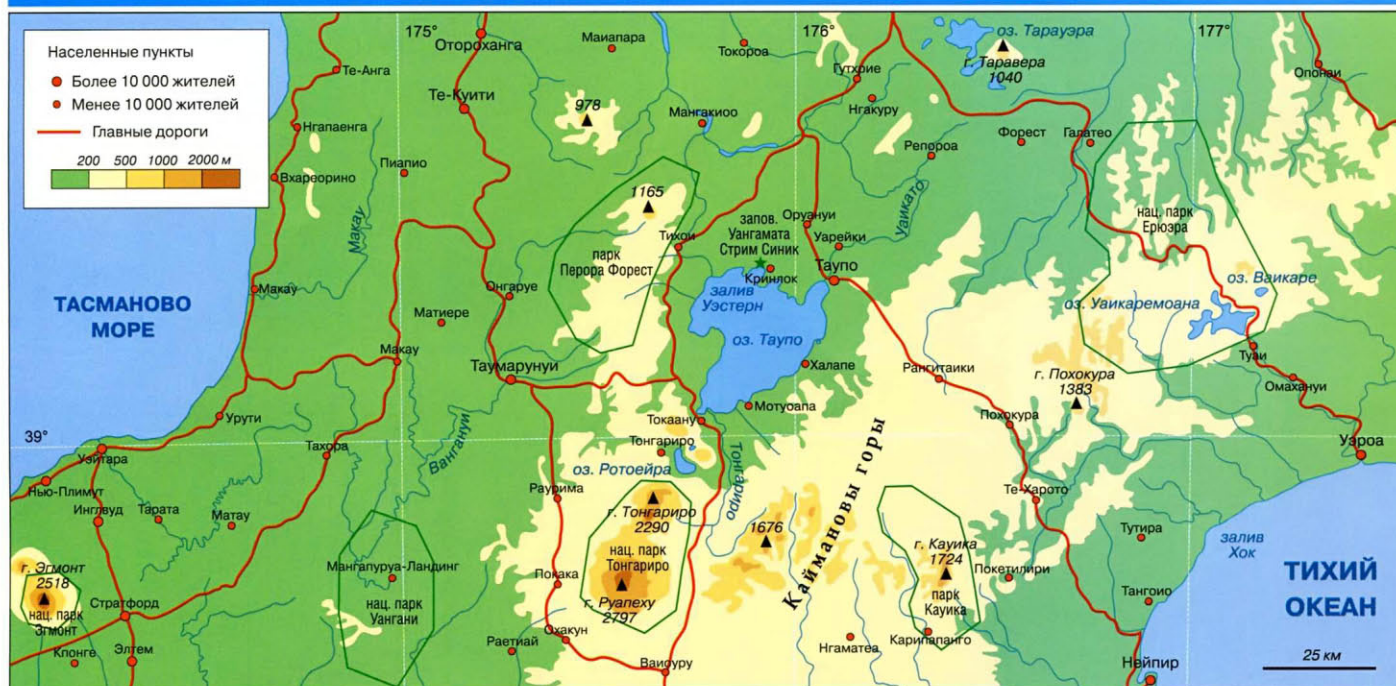 Населенные пункты
Более 10 000 жителей
Менее 10 000 жителей
Главные дороги
200 500 1000 2000 м
175°
176°
177°
39°
Отороханга
Маиапара
Токороа
оз. Тарауэра
г. Таравера
1040
Те-Анга
Гутхрие
Опонаи
Те-Куити
978
Мангакиоо
Нгакуру
Нгапаенга
Репороа
Форест
Галатео
Пиапио
Вхареорино
1165
Макау
парк
Перора Форест
Тихои
запов.
Уангамата
Стрим Синик
Оруануи
Уарейки
Уаикато
нац. парк
Ерюэра
Кринлок
Таупо
залив
Уэстерн
оз. Таупо
оз. Ваикаре
оз. Уаикаремоана
ТАСМАНОВО
МОРЕ
Макау
Онгаруе
Матиере
Макау
Таумарунуи
Халапе
Рангитаики
Туаи
Омахануи
г. Похокура
1383
Мотуоапа
Урути
Токаану
Похокура
Уэроа
Уэйтара
Тахора
Вангануи
Тонгариро
оз. Ротоейра
Тонгариро
Каймановы горы
Нью-Плимут
Раурима
Те-Харото
Инглвуд
Тарата
Матау
г. Тонгариро
2290
1676
Тутира
залив
Хок
г. Кауика
1724
г. Эгмонт
2518
Мангапуруа-Ландинг
нац. парк
Тонгариро
Покака
Покетилири
ТИХИЙ
ОКЕАН
нац. парк
Эгмонт
Стратфорд
нац. парк
Уангани
г. Руапеху
2797
парк
Кауика
Тангоио
Кпонге
Элтем
Раетиай
Охакун
Ваиоуру
Нгаматеа
Карипапанго
Нейпир
25 км